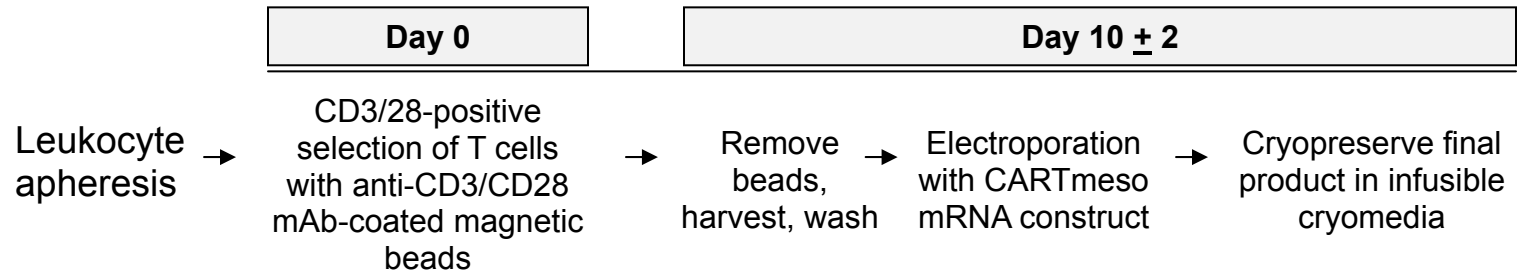 Day 0
Day 10 + 2
Leukocyte
apheresis
CD3/28-positive
selection of T cells
with anti-CD3/CD28
mAb-coated magnetic
beads
Remove
beads,
harvest, wash
Electroporation
with CARTmeso
mRNA construct
Cryopreserve final
product in infusible
cryomedia